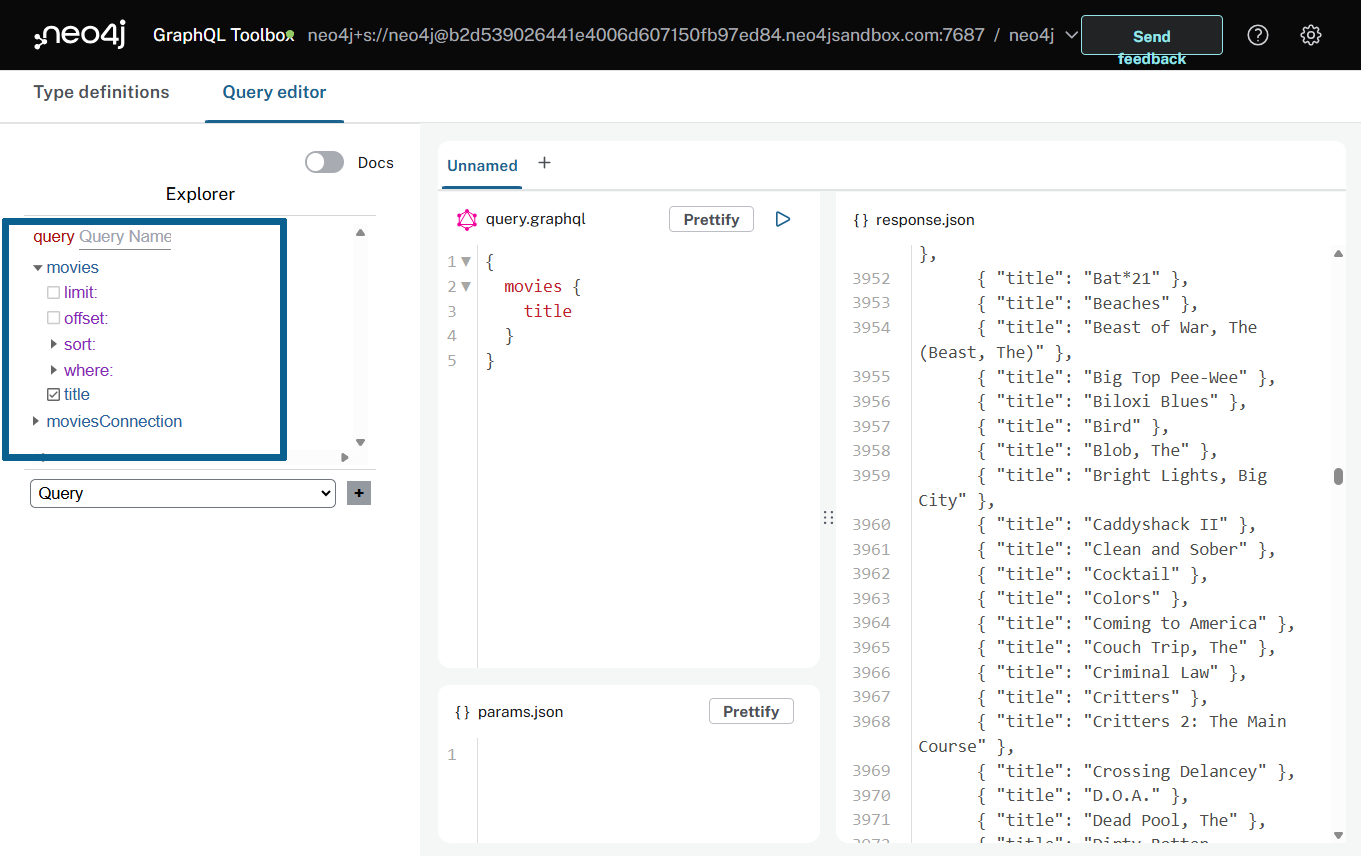 neo4j GraphQL Toolbox neo4j+s://neo4j@b2d539026441e4006d607150fb97ed84.neo4jsandbox.com:7687 / neo4j Send feedback
Type definitions Query editor
Docs
Explorer
query Query Name
movies
limit:
offset:
sort:
where:
title
moviesConnection
Query +
Unnamed +
query.graphql Prettify
1 {
2 movies {
3 title
4 }
5 }
{ } params.json Prettify
1
{ } response.json
},
3952 { "title": "Bat*21" },
3953 { "title": "Beaches" },
3954 { "title": "Beast of War, The
(Beast, The)" },
3955 { "title": "Big Top Pee-Wee" },
3956 { "title": "Biloxi Blues" },
3957 { "title": "Bird" },
3958 { "title": "Blob, The" },
3959 { "title": "Bright Lights, Big
City" },
3960 { "title": "Caddyshack II" },
3961 { "title": "Clean and Sober" },
3962 { "title": "Cocktail" },
3963 { "title": "Colors" },
3964 { "title": "Coming to America" },
3965 { "title": "Couch Trip, The" },
3966 { "title": "Criminal Law" },
3967 { "title": "Critters" },
3968 { "title": "Critters 2: The Main
Course" },
3969 { "title": "Crossing Delancey" },
3970 { "title": "D.O.A." },
3971 { "title": "Dead Pool, The" },